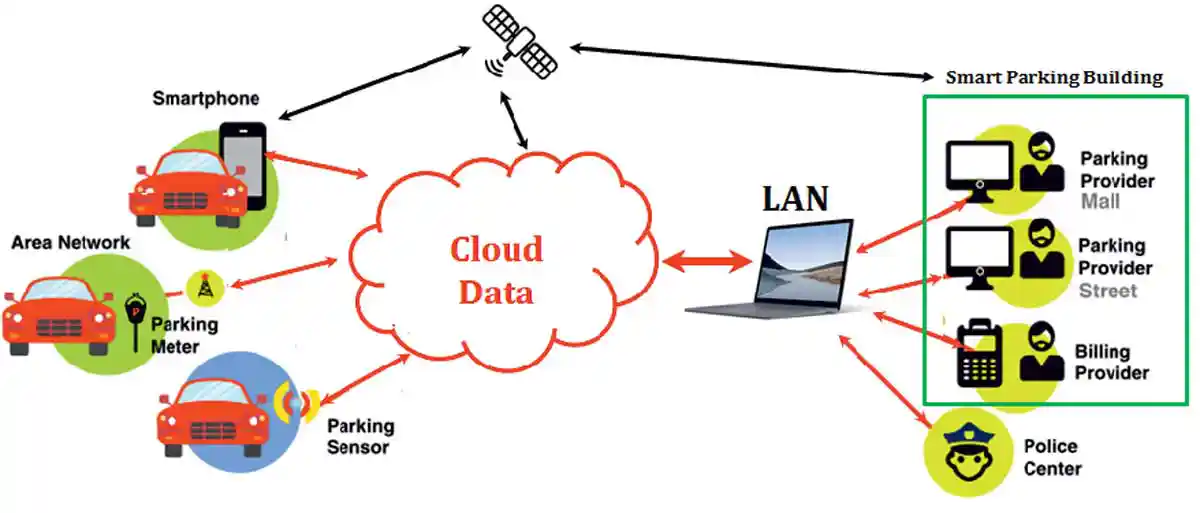 Smart Parking Building
Smartphone
Parking
Provider
Mall
LAN
Area Network
Cloud
Data
Parking
Provider
Street
P
Parking
Meter
Billing
Provider
Parking
Sensor
Police
Center